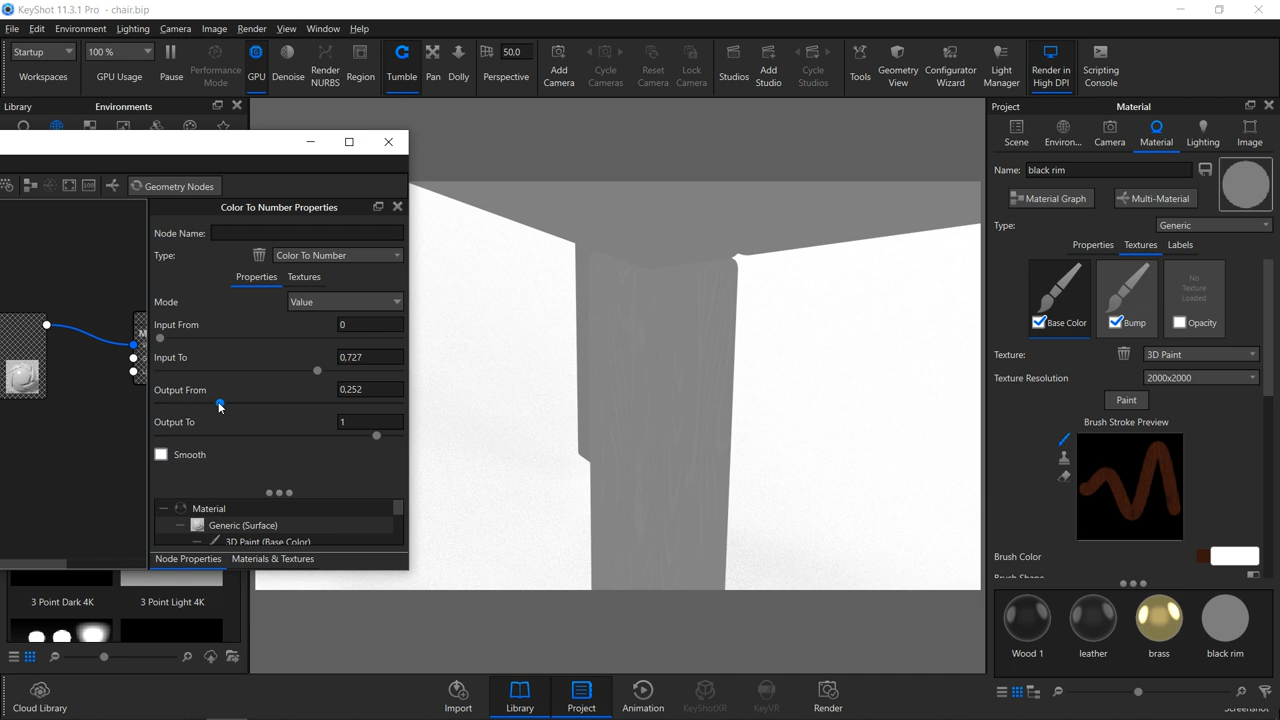 KeyShot 11.3.1 Pro - chair.bip
File Edit Environment Lighting Camera Image Render View Window Help
Startup 100 % 50,0
Workspaces GPU Usage Pause Performance Mode GPU Denoise Render NURBS Region Tumble Pan Dolly Perspective Add Camera Cycle Cameras Reset Camera Lock Camera Studios Add Studio Cycle Studios Tools Geometry View Configurator Wizard Light Manager Render in High DPI Scripting Console
Library Environments
Project Material
Scene Environ... Camera Material Lighting Image
Name: black rim
Material Graph Multi-Material
Type: Generic
Properties Textures Labels
No Texture Loaded
Base Color Bump Opacity
Texture: 3D Paint
Texture Resolution 2000x2000
Paint
Brush Stroke Preview
Brush Color
Brush Shape
Wood 1 leather brass black rim
100 Geometry Nodes
Color To Number Properties
Node Name:
Type: Color To Number
Properties Textures
Mode Value
Input From 0
Input To 0,727
Output From 0,252
Output To 1
Smooth
M
Material
Generic (Surface)
3D Paint (Base Color)
Node Properties Materials & Textures
3 Point Dark 4K 3 Point Light 4K
Cloud Library Import Library Project Animation KeyShotXR KeyVR Render Screenshot